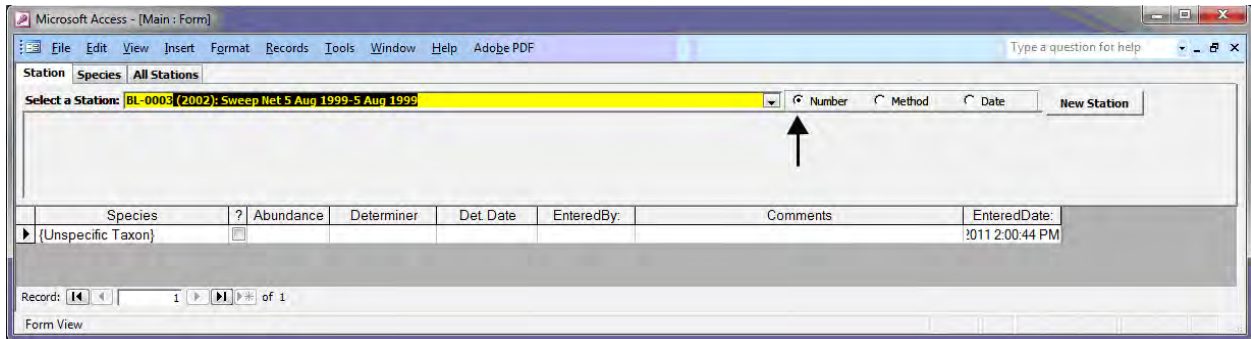 Microsoft Access - [Main : Form]
File Edit View Insert Format Records Tools Window Help Adobe PDF Type a question for help
Station Species All Stations
Select a Station: BL-0003 (2002): Sweep Net 5 Aug 1999-5 Aug 1999 Number Method Date New Station
Species ? Abundance Determiner Det. Date EnteredBy: Comments EnteredDate:
{Unspecific Taxon} 2011 2:00:44 PM
Record: 1 of 1
Form View